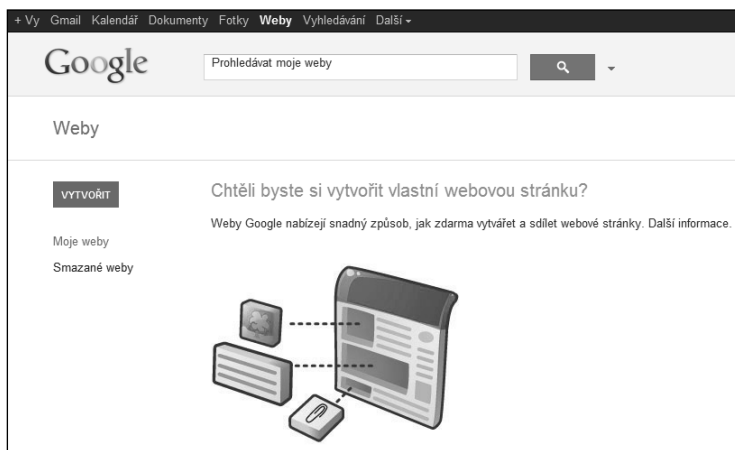 + Vy Gmail Kalendář Dokumenty Fotky Weby Vyhledávání Další
Google
Prohledávat moje weby
Weby
VYTVOŘIT
Chtěli byste si vytvořit vlastní webovou stránku?
Weby Google nabízejí snadný způsob, jak zdarma vytvářet a sdílet webové stránky. Další informace.
Moje weby
Smazané weby